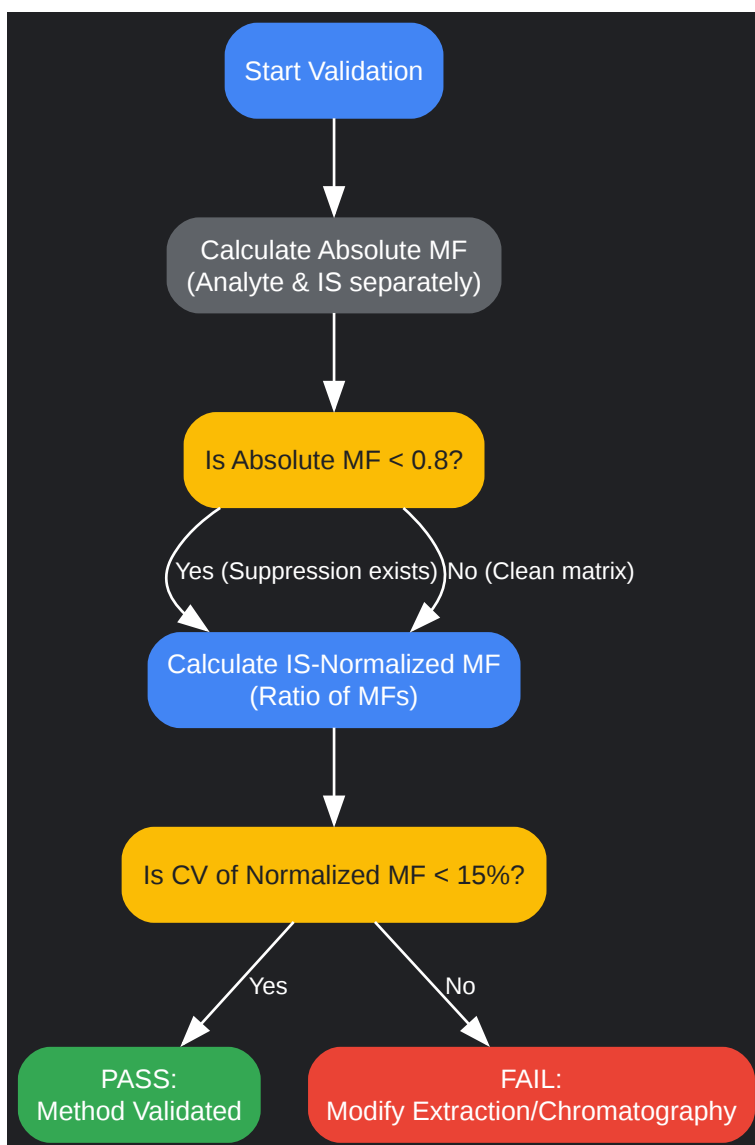 Start Validation
Calculate Absolute MF
(Analyte & IS separately)
Is Absolute MF < 0.8?
Yes (Suppression exists)
No (Clean matrix)
Calculate IS-Normalized MF
(Ratio of MFs)
Is CV of Normalized MF < 15%?
Yes
No
PASS:
Method Validated
FAIL:
Modify Extraction/Chromatography